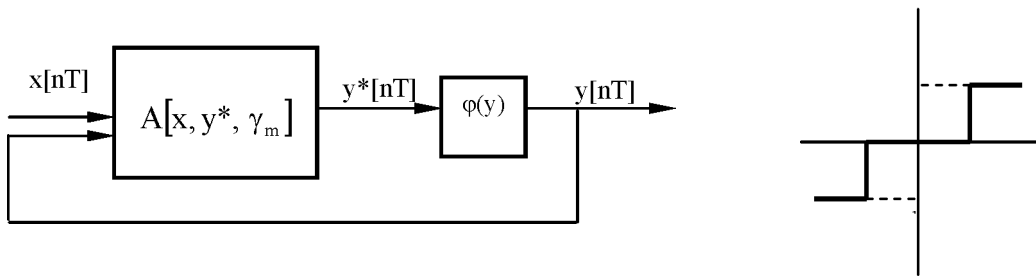 x[nT]
A[x, y*, γm]
y*[nT]
φ(y)
y[nT]